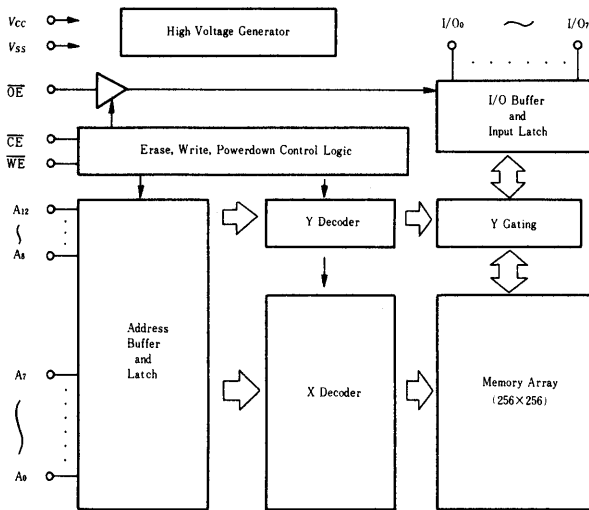 VCC
VSS
High Voltage Generator
I/O0 ～ I/O7
OE
I/O Buffer
and
Input Latch
CE
WE
Erase, Write, Powerdown Control Logic
A12
A8
Y Decoder
Y Gating
Address
Buffer
and
Latch
A7
A0
X Decoder
Memory Array
(256×256)